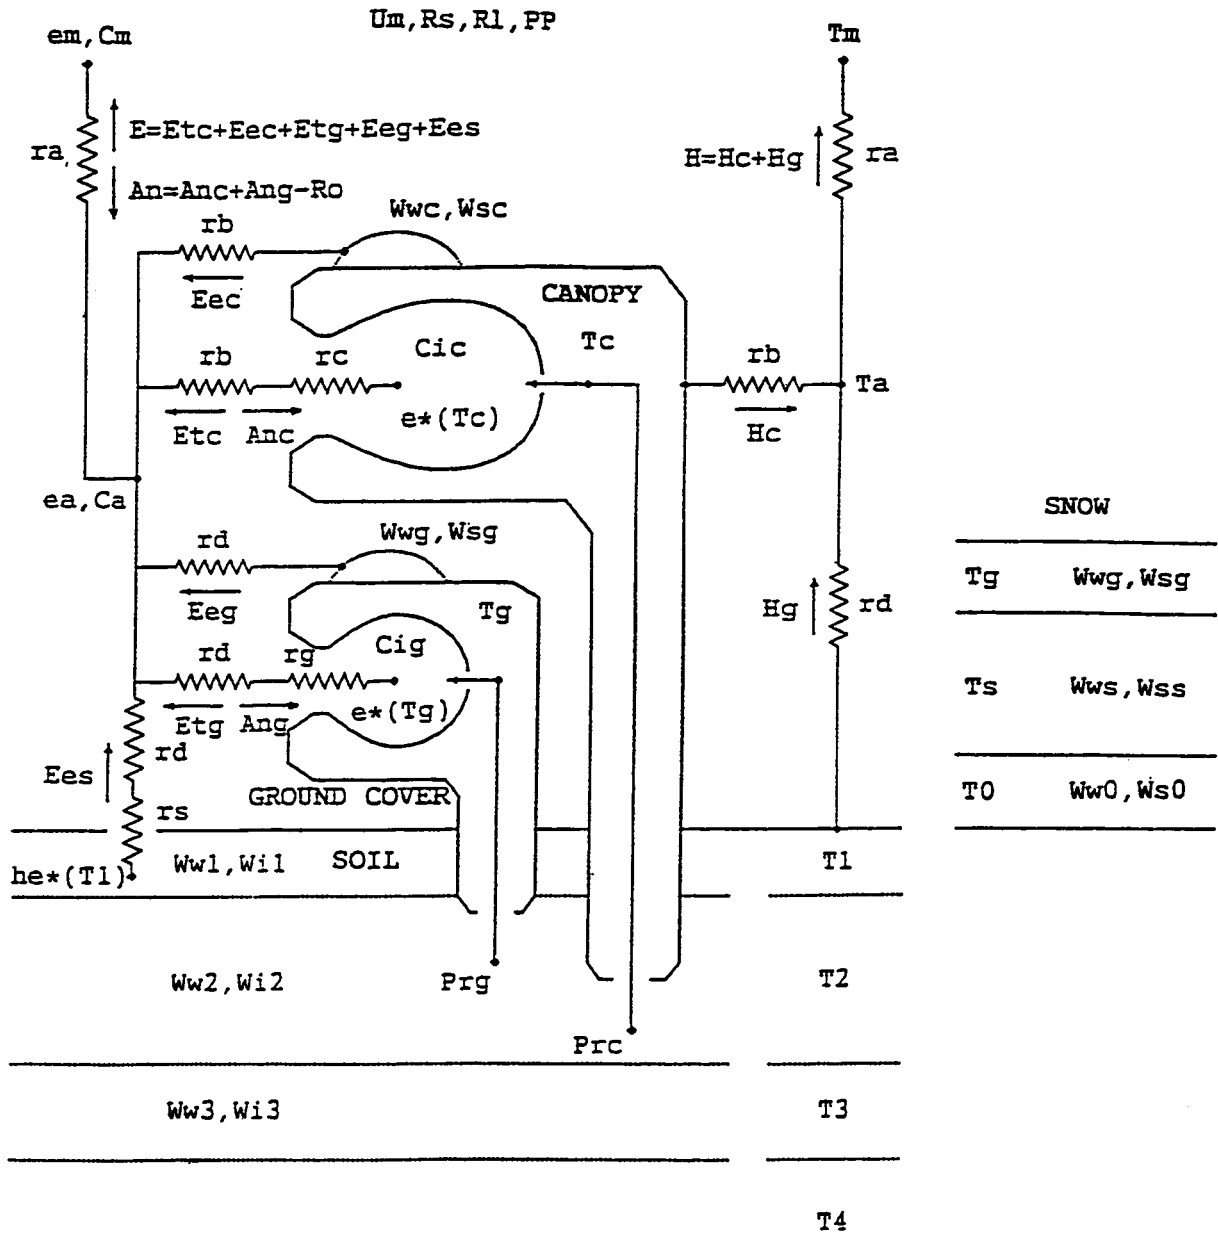 Um,Rs,Rl,PP
em,Cm
Tm
E=Etc+Eec+Etg+Eeg+Ees
ra
H=Hc+Hg
ra
An=Anc+Ang-Ro
Wwc,Wsc
rb
Eec
CANOPY
Tc
rb
rc
Cic
rb
Ta
e*(Tc)
Etc
Anc
Hc
ea,Ca
SNOW
Wwg,Wsg
rd
Tg
Wwg,Wsg
Eeg
Tg
Hg
rd
rd
rg
Cig
Ts
Wws,Wss
e*(Tg)
Etg
Ang
rd
Ees
GROUND COVER
T0
Ww0,Ws0
rs
he*(T1)
Ww1,Wi1
SOIL
T1
Ww2,Wi2
Prg
T2
Prc
Ww3,Wi3
T3
T4